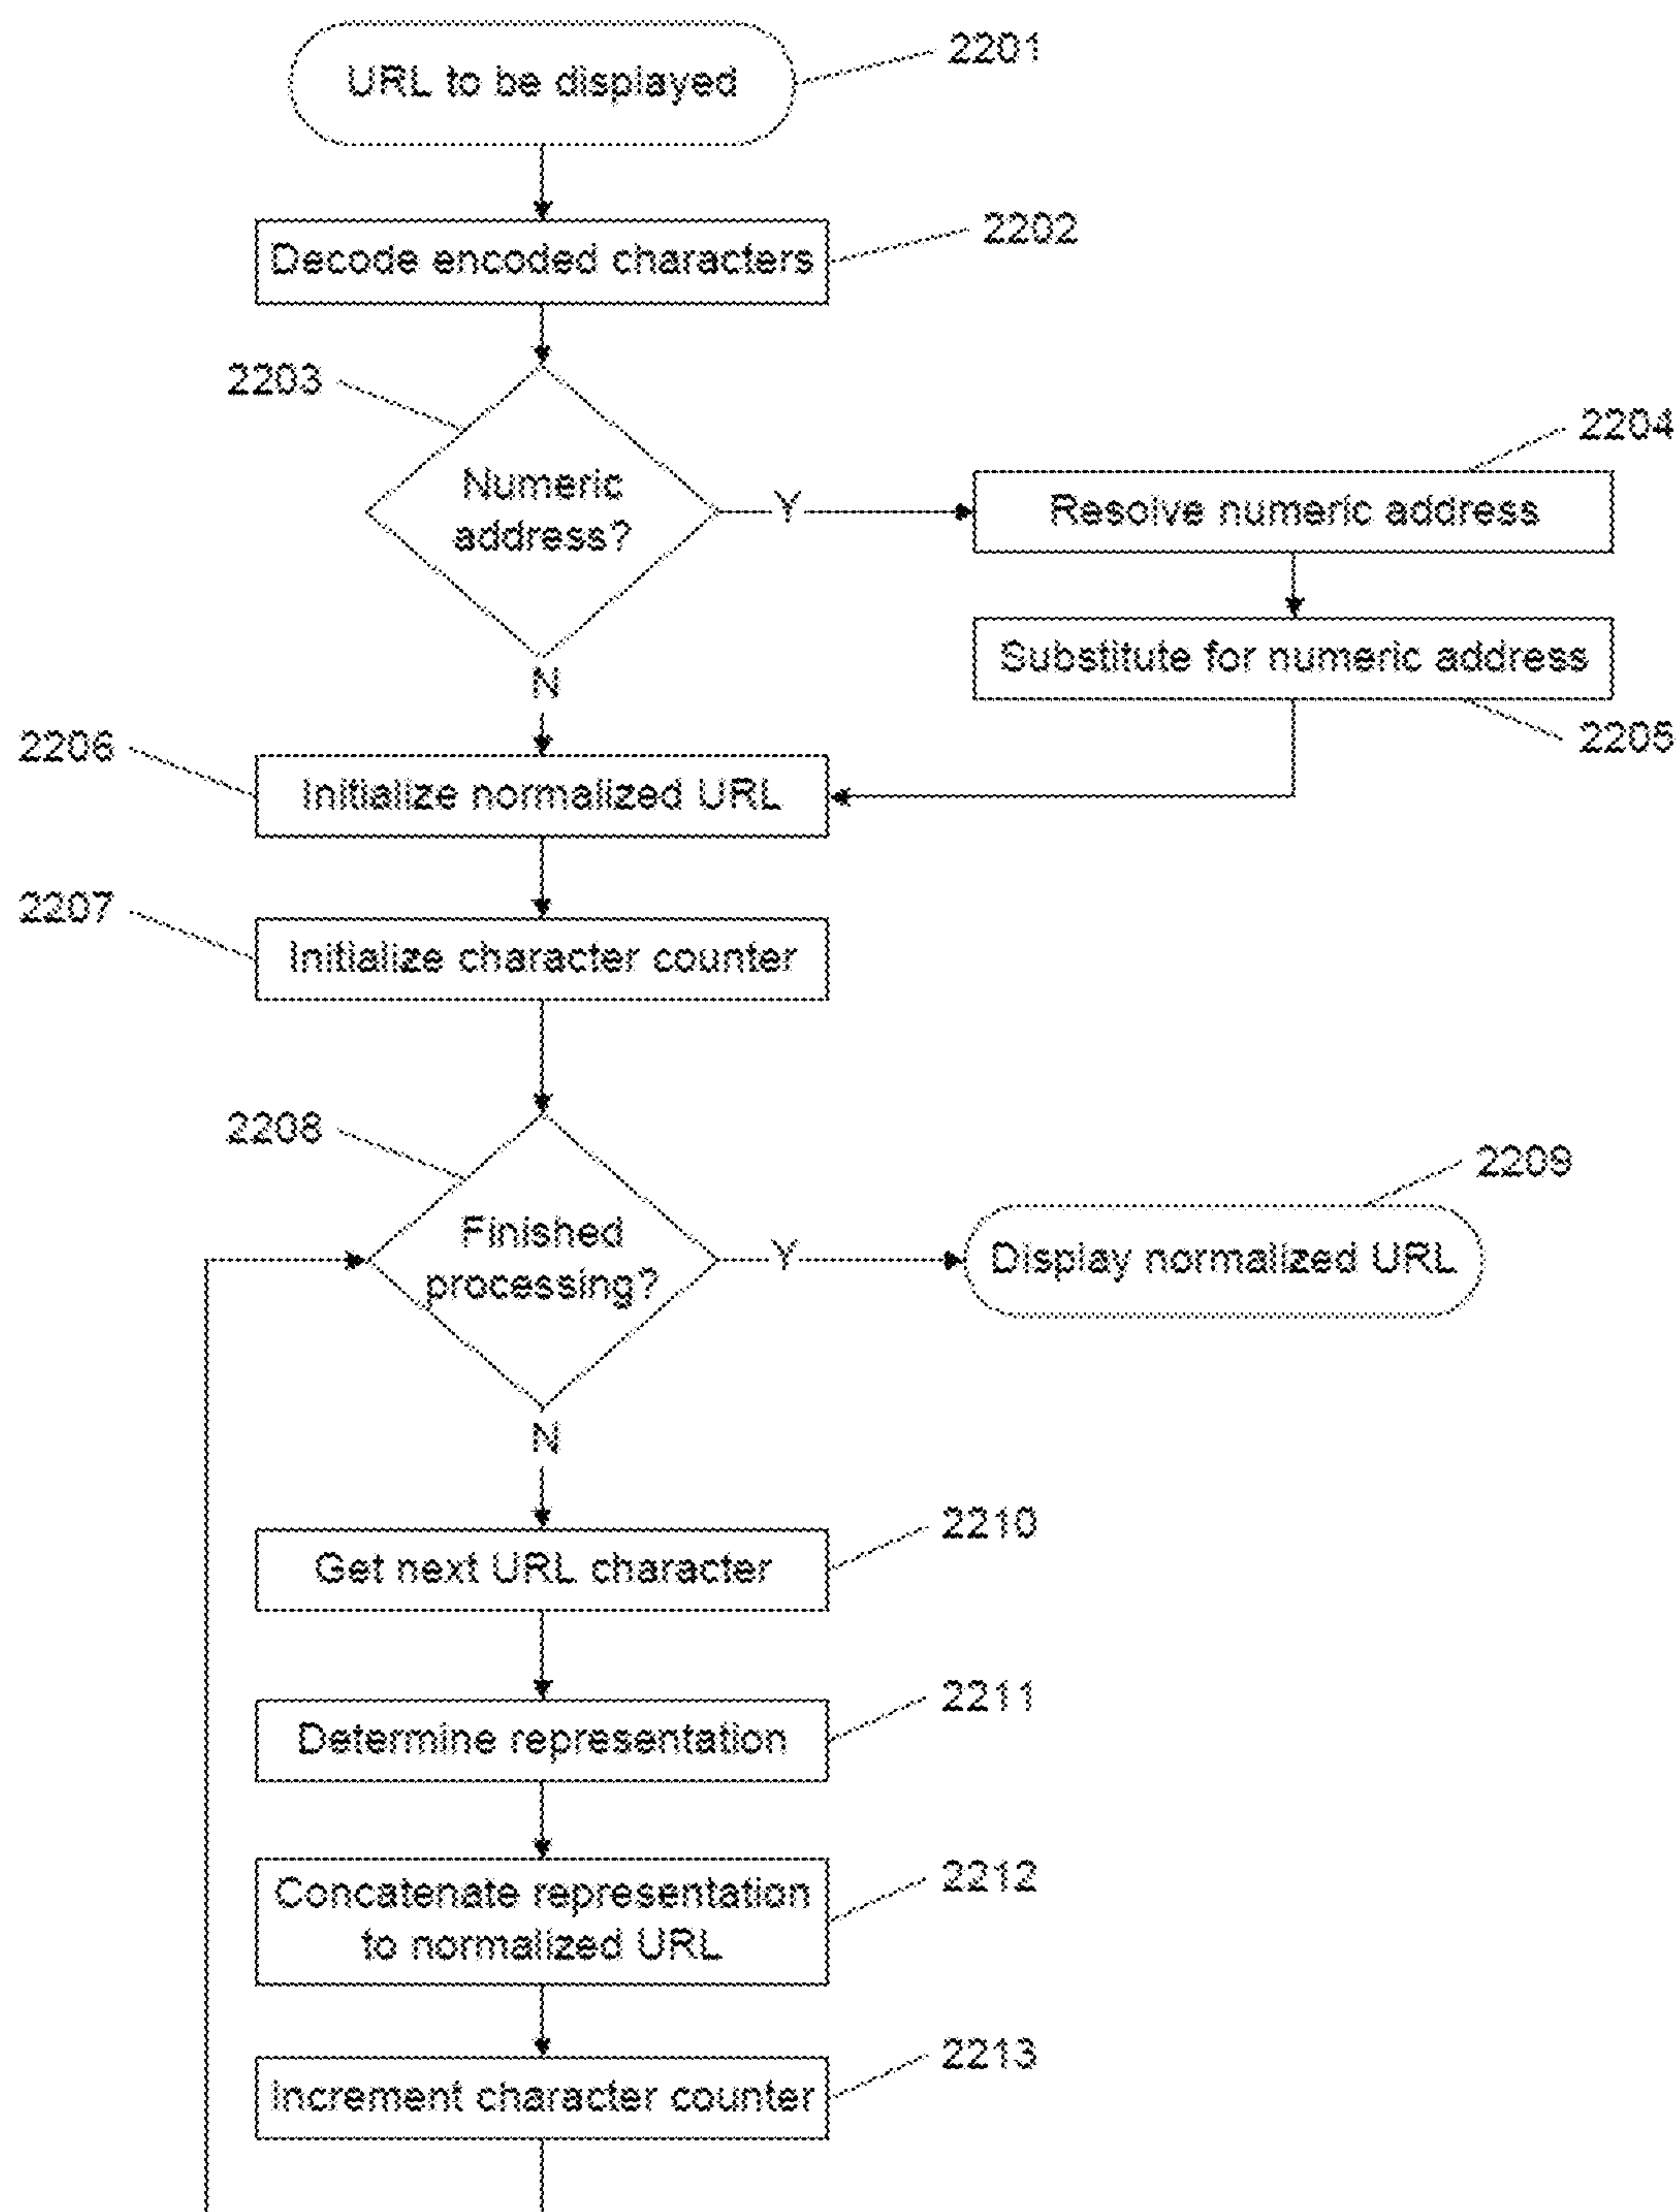 URL to be displayed
2201
Decode encoded characters
2202
2203
Numeric
address?
Y
N
2204
Resolve numeric address
Substitute for numeric address
2205
2206
Initialize normalized URL
2207
Initialize character counter
2208
Finished
processing?
Y
N
2209
Display normalized URL
2210
Get next URL character
2211
Determine representation
2212
Concatenate representation
to normalized URL
2213
Increment character counter